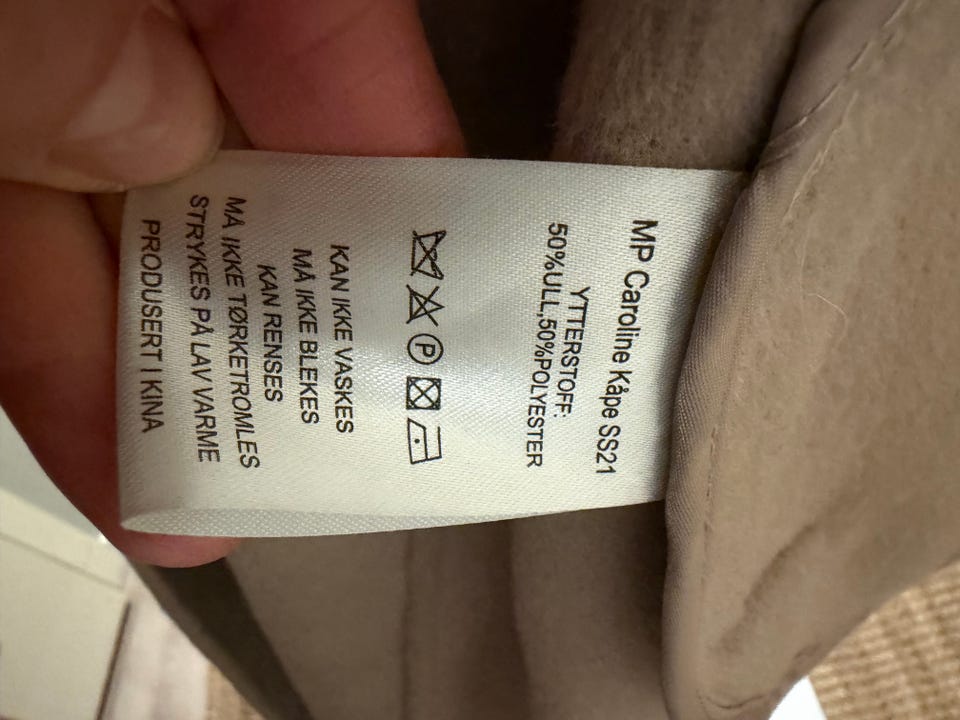 MP Caroline Kåpe SS21
YTTERSTOFF:
50%ULL,50%POLYESTER
P
KAN IKKE VASKES
MÅ IKKE BLEKES
KAN RENSES
MÅ IKKE TØRKETROMLES
STRYKES PÅ LAV VARME
PRODUSERT I KINA